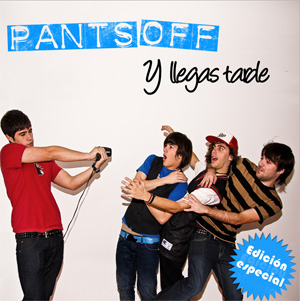 PANTSOFF
Y llegas tarde
Edición
especial